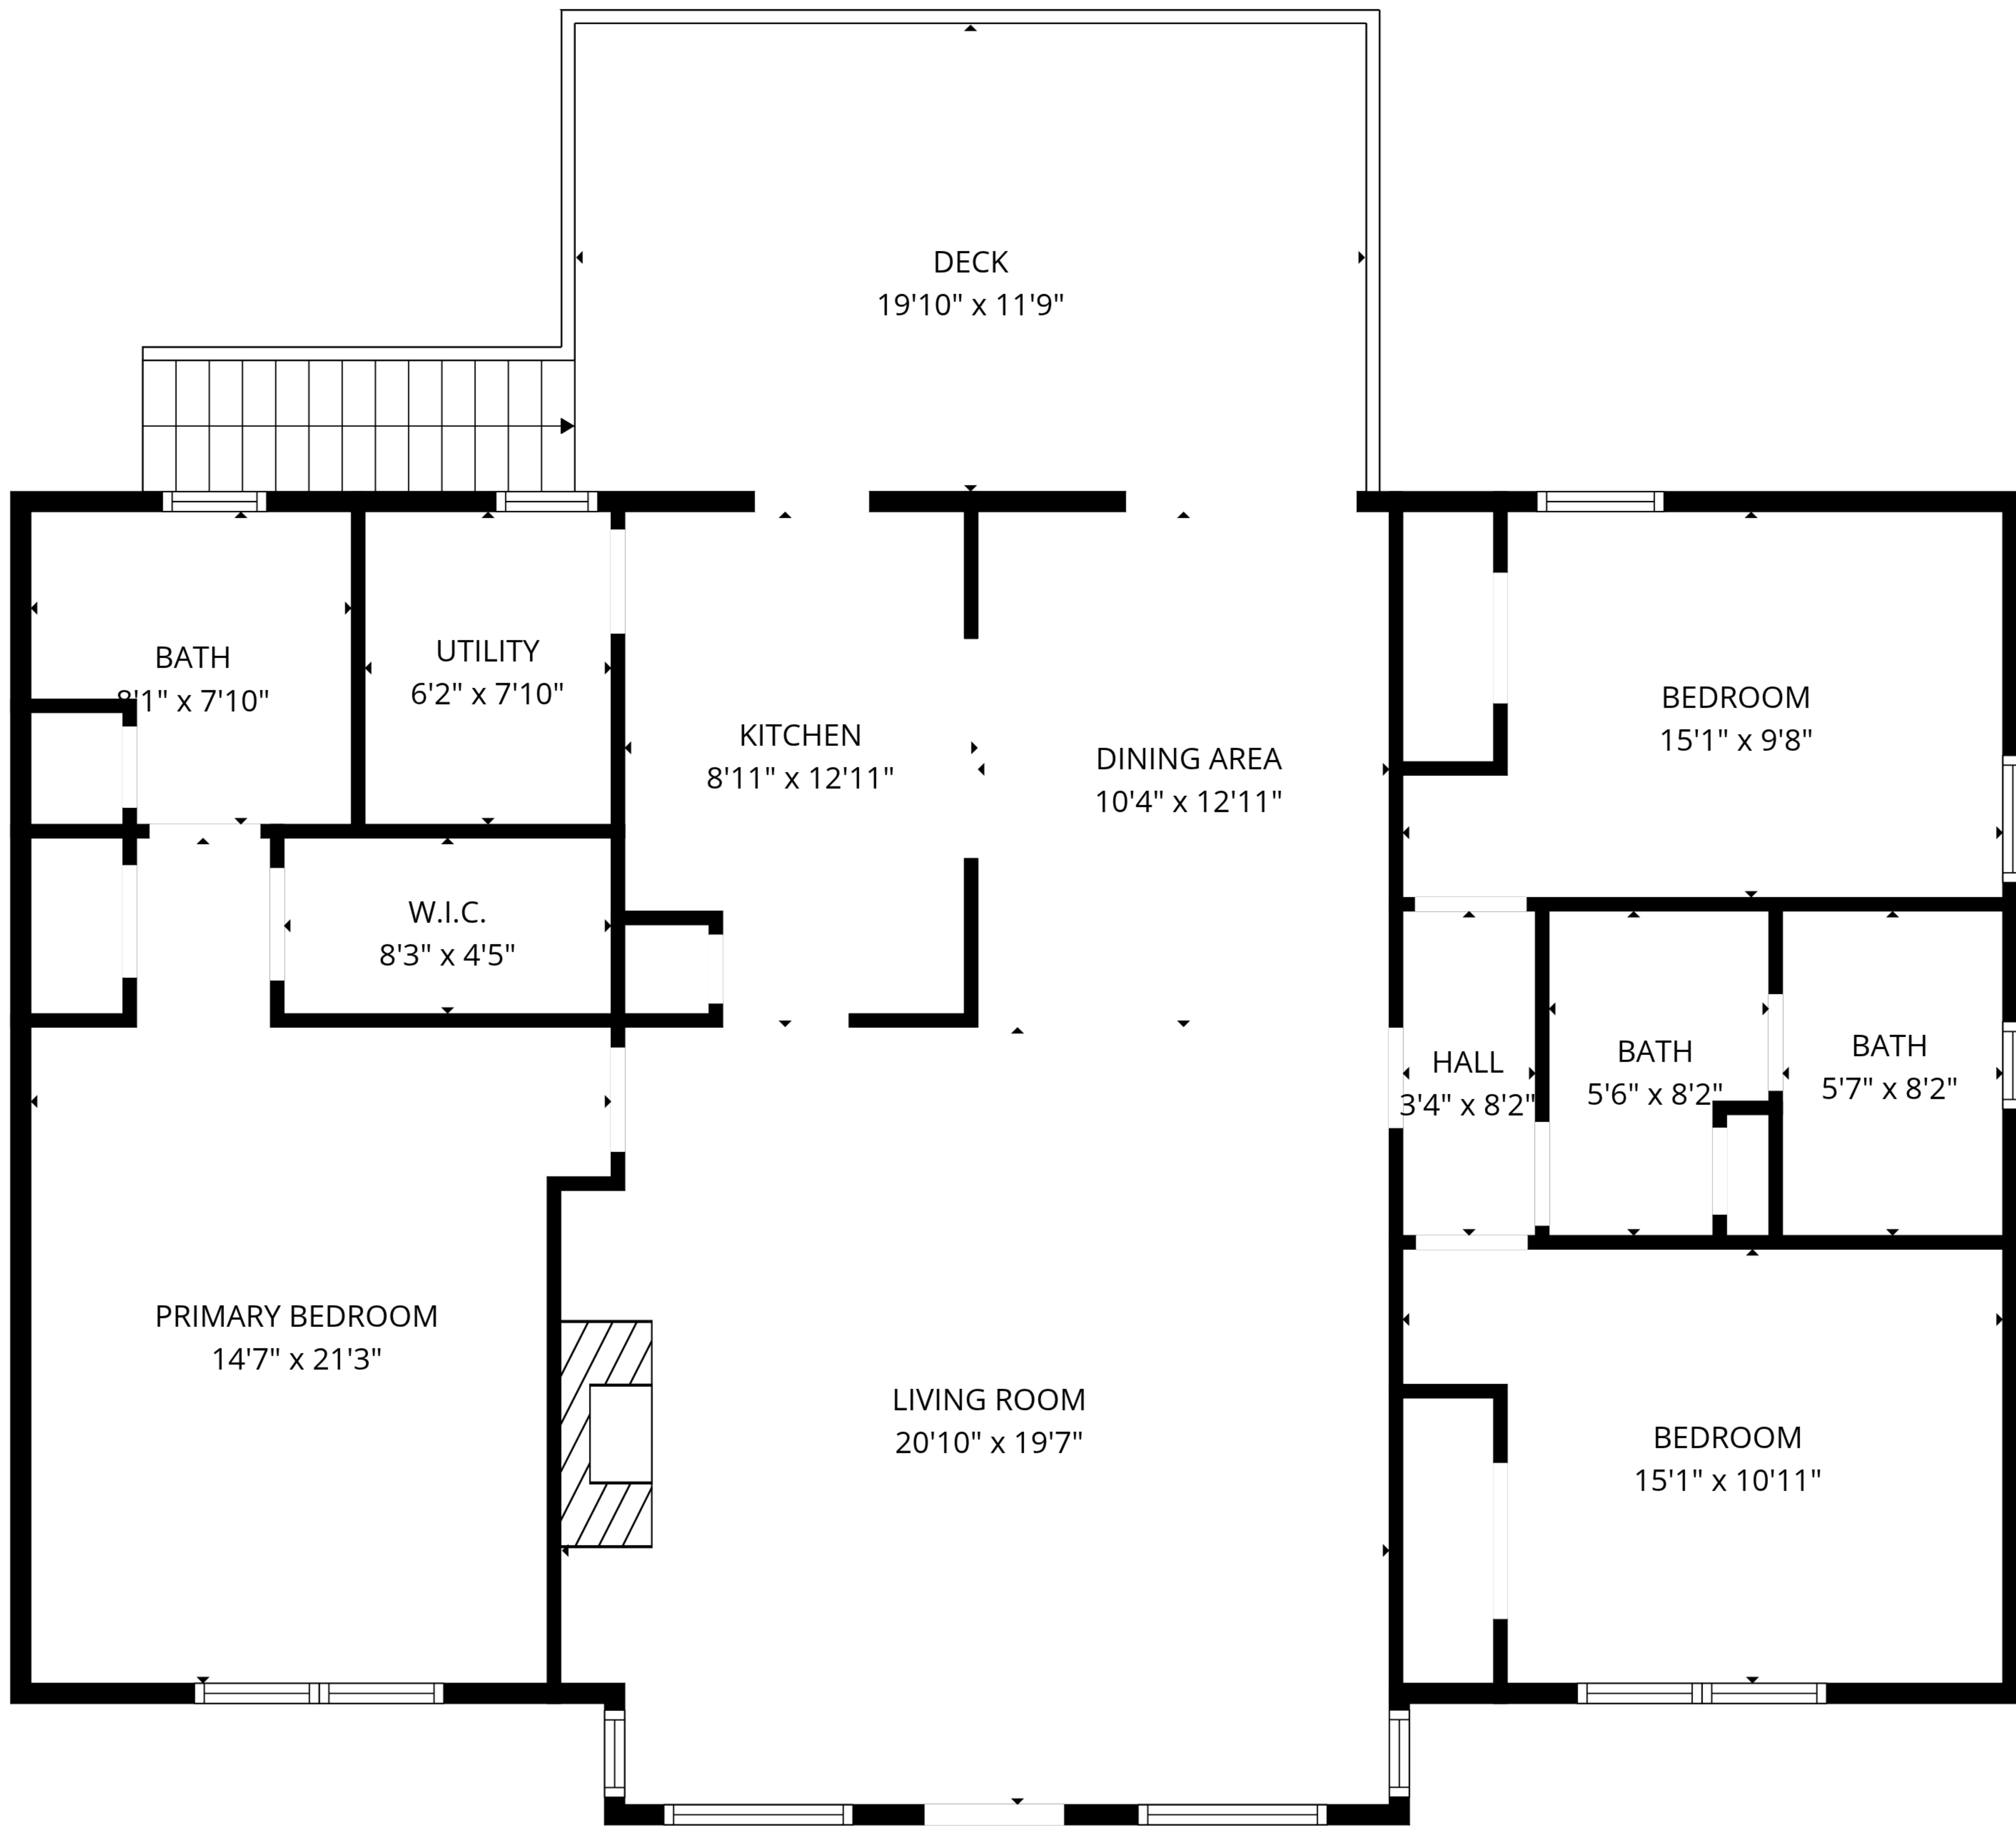 DECK
19'10" x 11'9"
BATH
8'1" x 7'10"
UTILITY
6'2" x 7'10"
KITCHEN
8'11" x 12'11"
DINING AREA
10'4" x 12'11"
BEDROOM
15'1" x 9'8"
W.I.C.
8'3" x 4'5"
HALL
3'4" x 8'2"
BATH
5'6" x 8'2"
BATH
5'7" x 8'2"
PRIMARY BEDROOM
14'7" x 21'3"
LIVING ROOM
20'10" x 19'7"
BEDROOM
15'1" x 10'11"